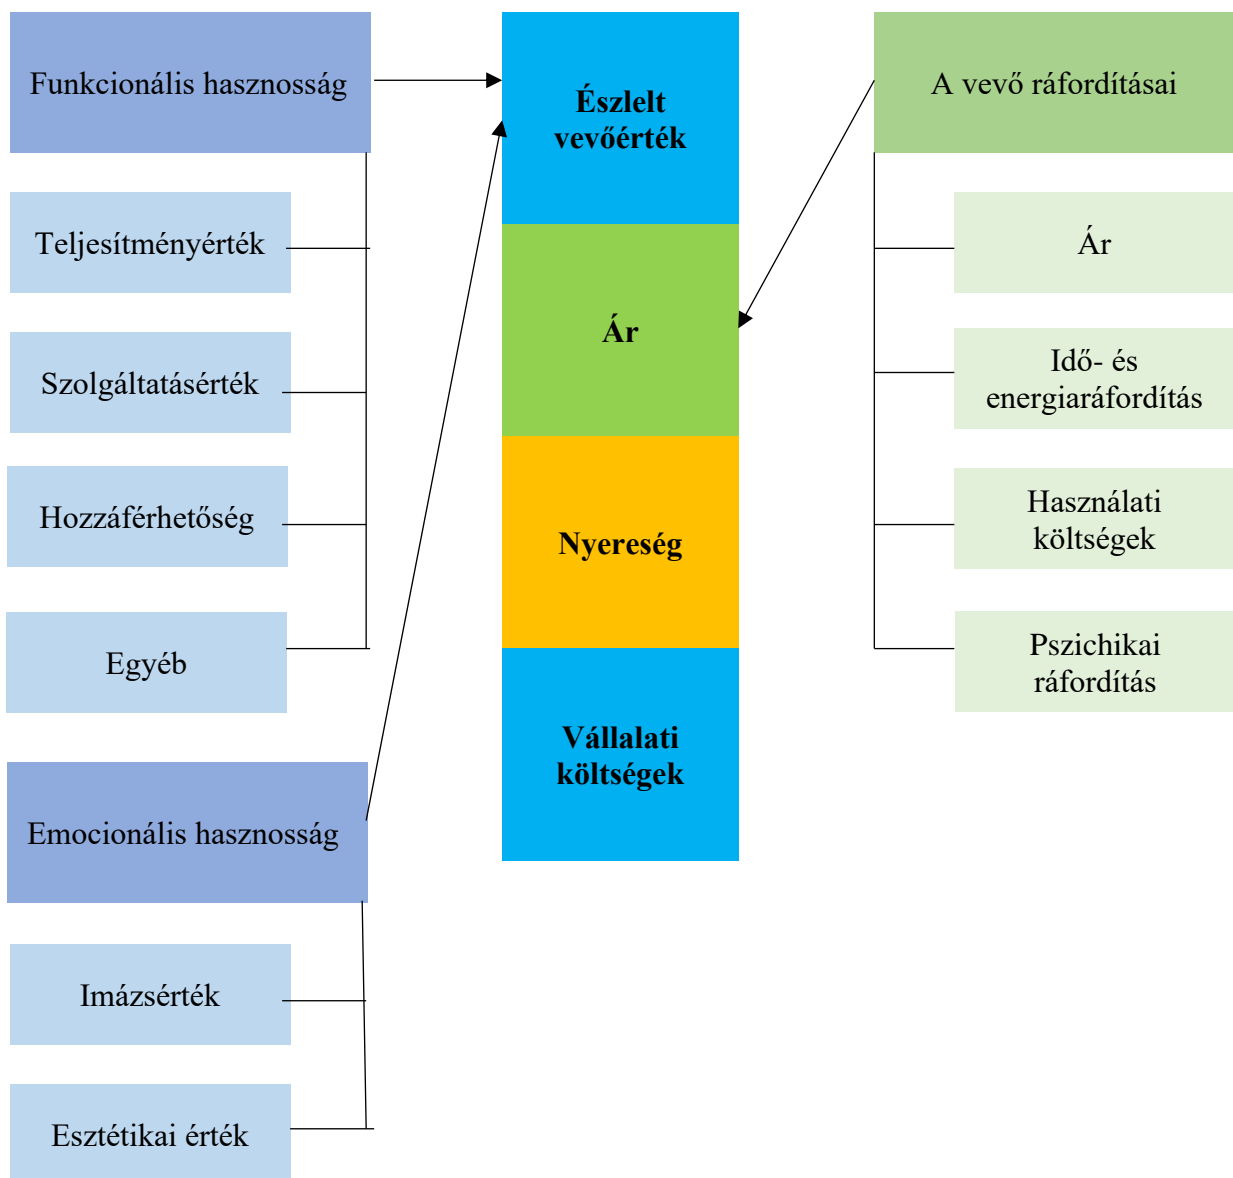 Funkcionális hasznosság
Teljesítményérték
Szolgáltatásérték
Hozzáférhetőség
Egyéb
Emocionális hasznosság
Imázsérték
Esztétikai érték
Észlelt
vevőérték
Ár
Nyereség
Vállalati
költségek
A vevő ráfordításai
Ár
Idő- és
energiaráfordítás
Használati
költségek
Pszichikai
ráfordítás